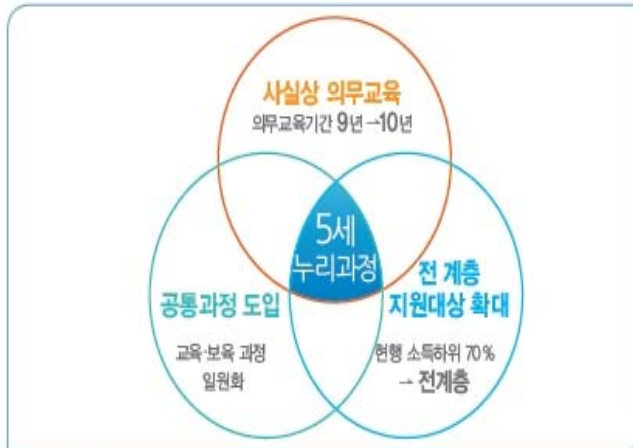 사실상 의무교육
의무교육기간 9년→10년
5세
누리과정
공통과정 도입
교육·보육 과정
일원화
전 계층
지원대상 확대
현행 소득하위 70%
→ 전계층